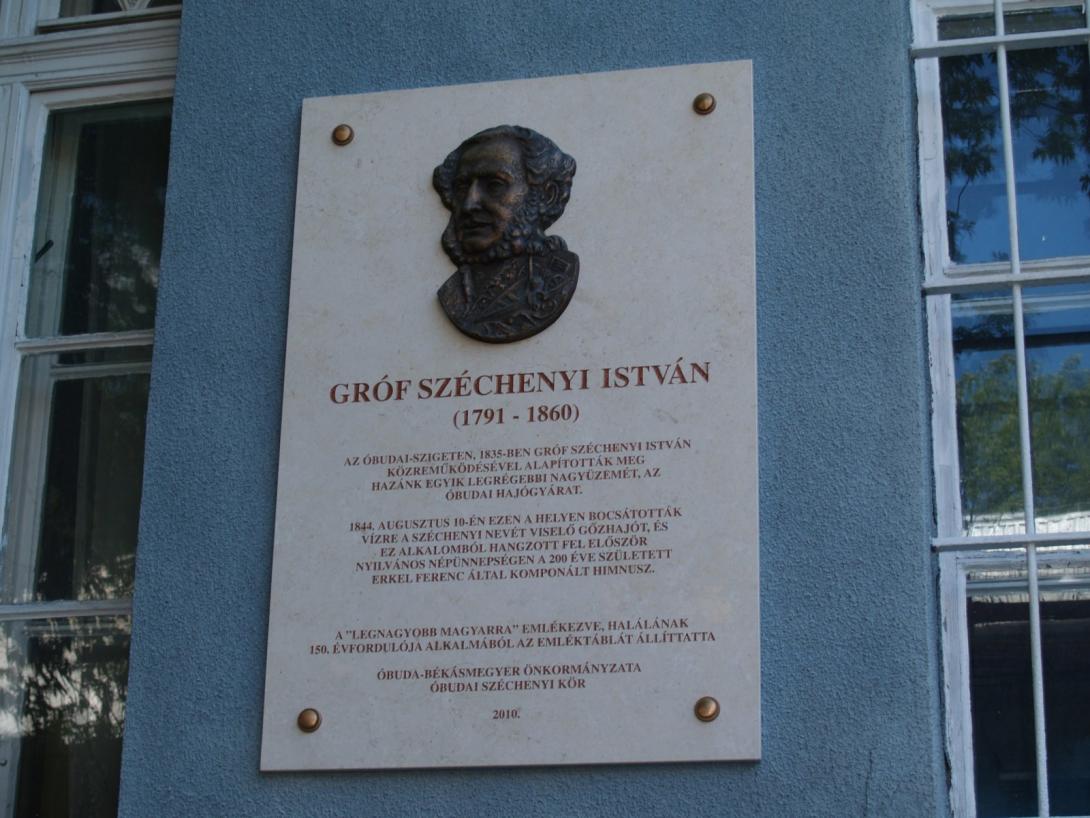 GRÓF SZÉCHENYI ISTVÁN
(1791 - 1860)
AZ ÓBUDAI-SZIGETEN, 1835-BEN GRÓF SZÉCHENYI ISTVÁN
KÖZREMŰKÖDÉSÉVEL ALAPÍTOTTÁK MEG
HAZÁNK EGYIK LEGRÉGEBBI NAGYÜZEMÉT, AZ
ÓBUDAI HAJÓGYÁRAT.
1844. AUGUSZTUS 10-ÉN EZEN A HELYEN BOCSÁTOTTÁK
VÍZRE A SZÉCHENYI NEVÉT VISELŐ GŐZHAJÓT, ÉS
EZ ALKALOMBÓL HANGZOTT FEL ELŐSZÖR
NYILVÁNOS NÉPÜNNEPSÉGEN A 200 ÉVE SZÜLETETT
ERKEL FERENC ÁLTAL KOMPONÁLT HIMNUSZ.
A "LEGNAGYOBB MAGYARRA" EMLÉKEZVE, HALÁLÁNAK
150. ÉVFORDULÓJA ALKALMÁBÓL AZ EMLÉKTÁBLÁT ÁLLÍTTATTA
ÓBUDA-BÉKÁSMEGYER ÖNKORMÁNYZATA
ÓBUDAI SZÉCHENYI KÖR
2010.